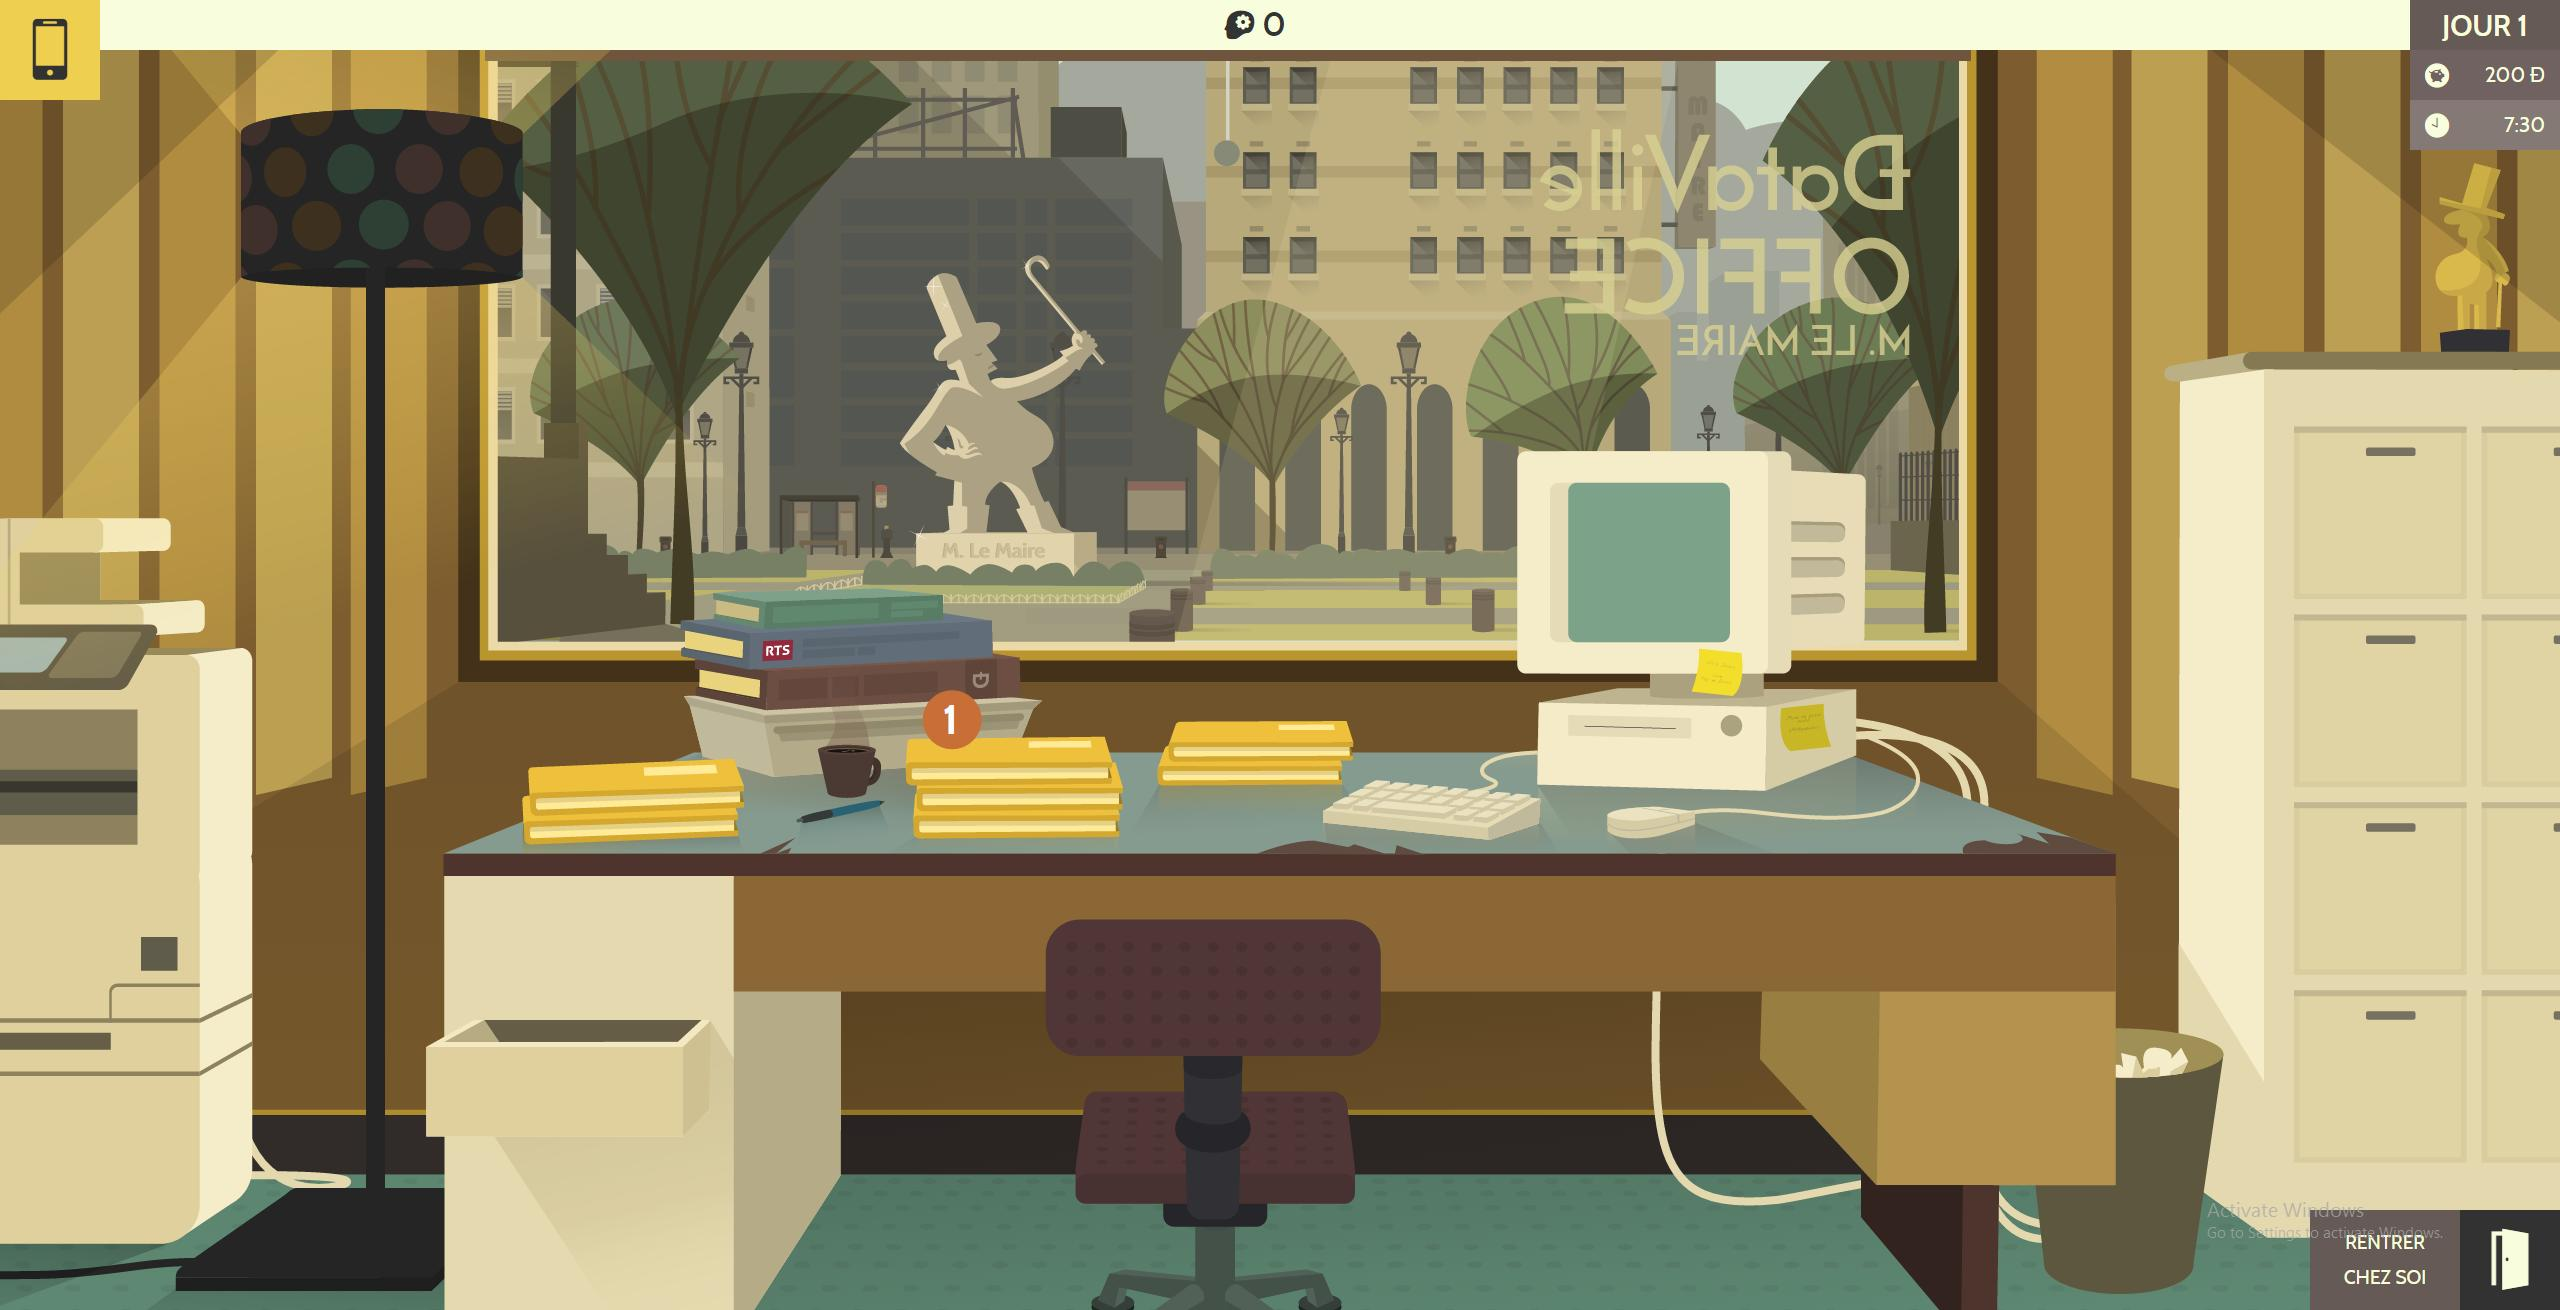 0
JOUR 1
200 Đ
7:30
ĐataVille
OFFICE
M. LE MAIRE
M. Le Maire
RTS
Đ
1
Activate Windows
Go to Settings to activate Windows.
RENTRER
CHEZ SOI